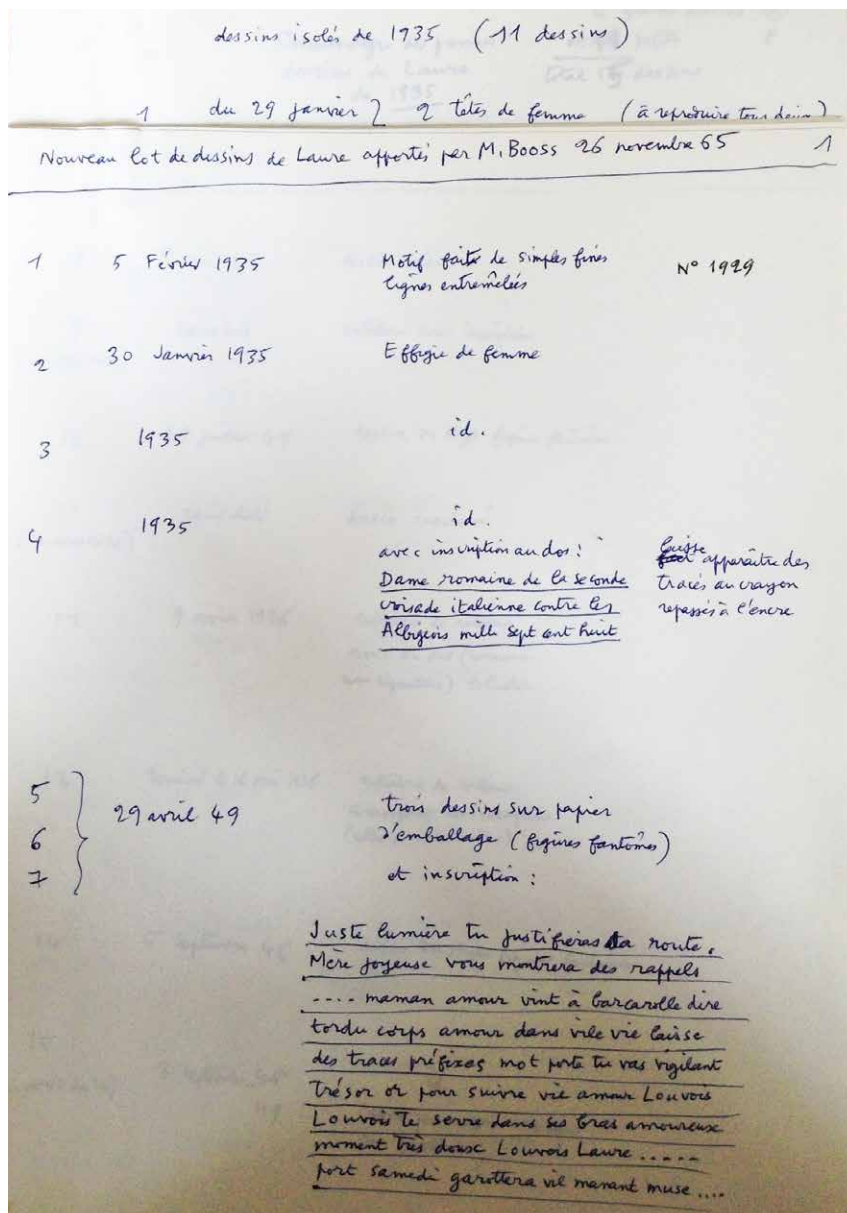 dessins isolés de 1935 (11 dessins)
1 du 29 janvier } 2 têtes de femme (à reproduire tous deux)
Nouveau lot de dessins de Laure apportés par M. Booss 26 novembre 65 1
1 5 Février 1935 Motif faits de simples fines N° 1929
lignes entremêlées
2 30 Janvier 1935 Effigie de femme
3 1935 id.
4 1935 id.
avec inscription au dos : laisse apparaître des
Dame romaine de la seconde tracés au crayon
croisade italienne contre les repassés à l'encre
Albigeois mille sept cent huit
5
6 29 avril 49 trois dessins sur papier
7 d'emballage (figures fantômes)
et inscription :
Juste lumière tu justifieras ta route.
Mère joyeuse vous montrera des rappels
.... maman amour vint à barcarolle dire
tordu corps amour dans vile vie laisse
des traces préfixes mot porte tu vas vigilant
trésor or pour suivre vie amour Louvois
Louvois te serre dans ses bras amoureux
moment très doux Louvois Laure .....
port samedi garottera vil manant muse ....